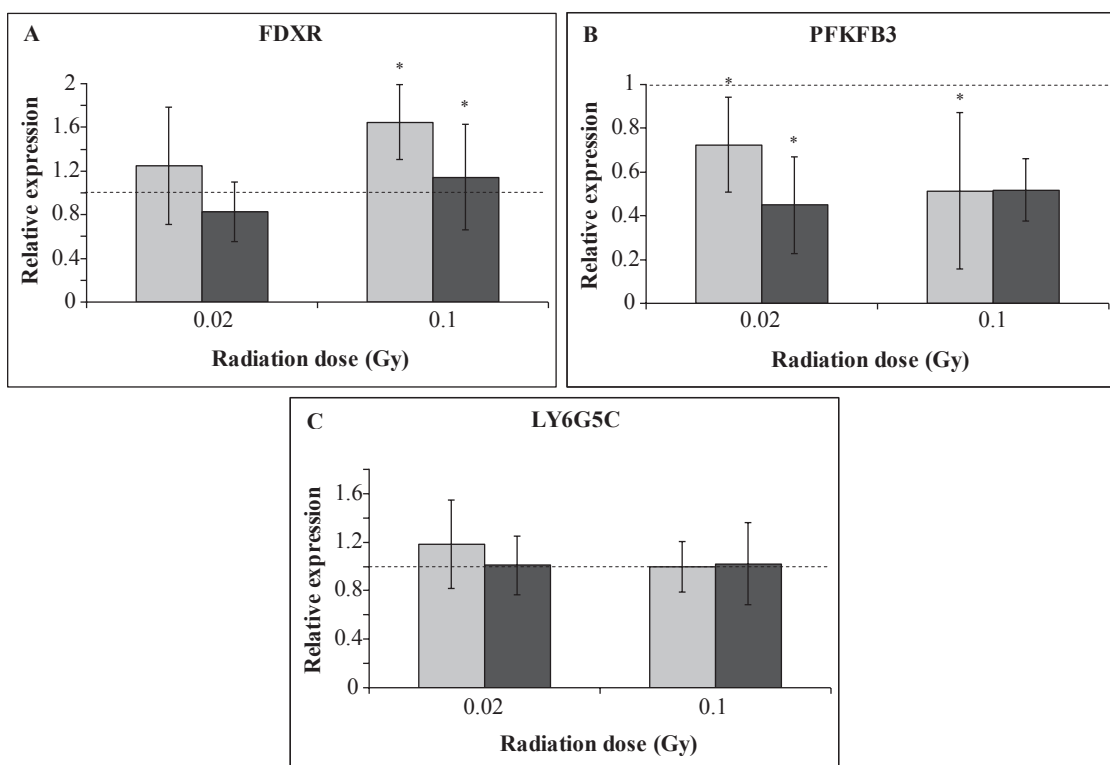 A
FDXR
Relative expression
2
1.6
1.2
0.8
0.4
0
*
*
0.02
0.1
Radiation dose (Gy)
B
PFKFB3
Relative expression
1
0.8
0.6
0.4
0.2
0
*
*
*
0.02
0.1
Radiation dose (Gy)
C
LY6G5C
Relative expression
1.6
1.2
0.8
0.4
0
0.02
0.1
Radiation dose (Gy)